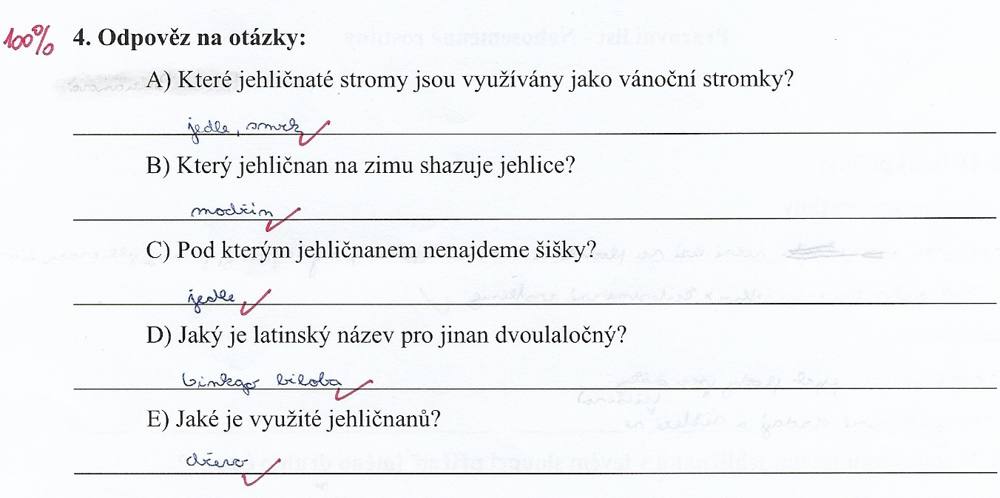 100% 4. Odpověz na otázky:
A) Které jehličnaté stromy jsou využívány jako vánoční stromky?
jedle, smrk
B) Který jehličnan na zimu shazuje jehlice?
modřín
C) Pod kterým jehličnanem nenajdeme šišky?
jedle
D) Jaký je latinský název pro jinan dvoulaločný?
binkgo biloba
E) Jaké je využité jehličnanů?
dřevo